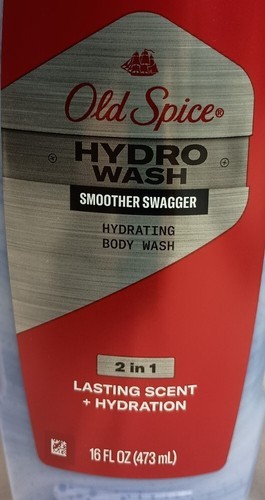 Old Spice®
HYDRO
WASH
SMOOTHER SWAGGER
HYDRATING
BODY WASH
2 in 1
LASTING SCENT
+ HYDRATION
16 FL OZ (473 mL)